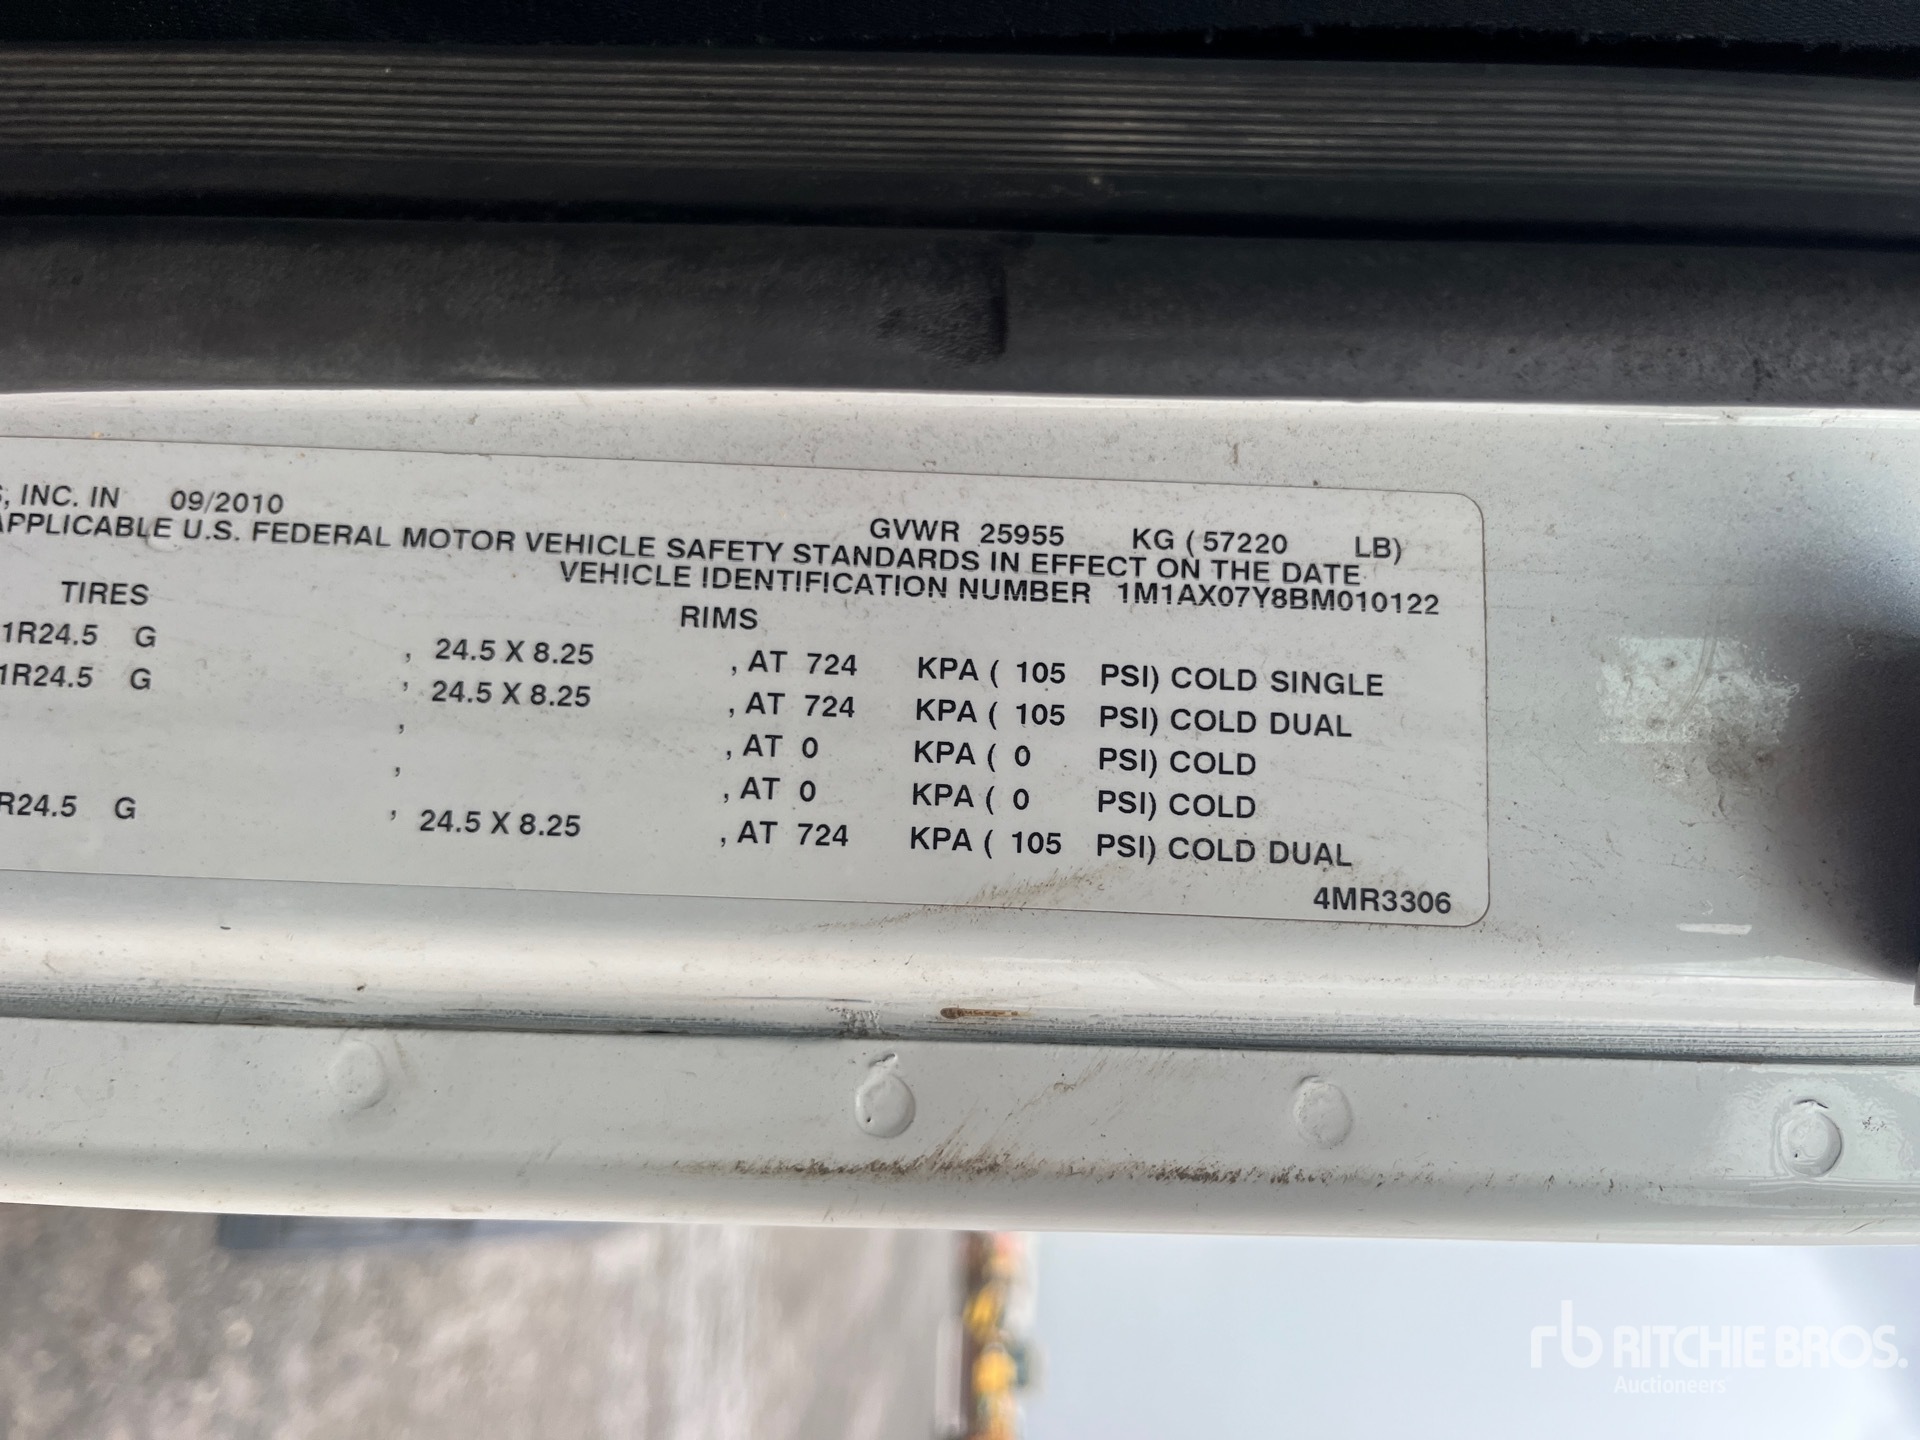 , INC. IN 09/2010 GVWR 25955 KG ( 57220 LB)
APPLICABLE U.S. FEDERAL MOTOR VEHICLE SAFETY STANDARDS IN EFFECT ON THE DATE
VEHICLE IDENTIFICATION NUMBER 1M1AX07Y8BM010122
TIRES RIMS
1R24.5 G , 24.5 X 8.25 , AT 724 KPA ( 105 PSI) COLD SINGLE
1R24.5 G , 24.5 X 8.25 , AT 724 KPA ( 105 PSI) COLD DUAL
, , AT 0 KPA ( 0 PSI) COLD
, , AT 0 KPA ( 0 PSI) COLD
R24.5 G , 24.5 X 8.25 , AT 724 KPA ( 105 PSI) COLD DUAL
4MR3306
rb RITCHIE BROS.
Auctioneers